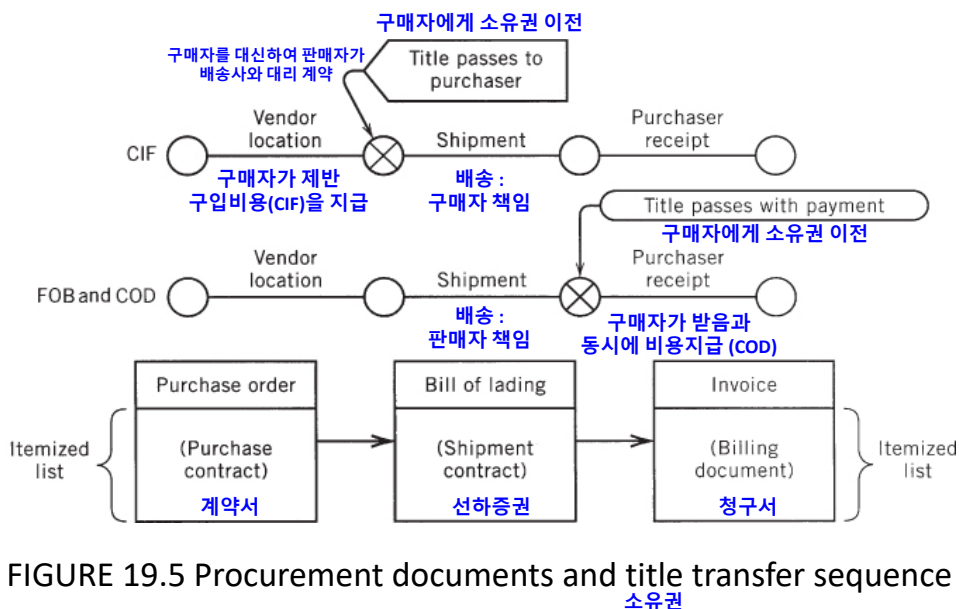 구매자에게 소유권 이전
구매자를 대신하여 판매자가
배송사와 대리 계약
Title passes to
purchaser
Vendor
location
Shipment
Purchaser
receipt
CIF
구매자가 제반
구입비용(CIF)을 지급
배송 :
구매자 책임
Title passes with payment
구매자에게 소유권 이전
Vendor
location
Shipment
Purchaser
receipt
FOB and COD
배송 :
판매자 책임
구매자가 받음과
동시에 비용지급 (COD)
Purchase order
Bill of lading
Invoice
Itemized
list
(Purchase
contract)
계약서
(Shipment
contract)
선하증권
(Billing
document)
청구서
Itemized
list
FIGURE 19.5 Procurement documents and title transfer sequence
소유권